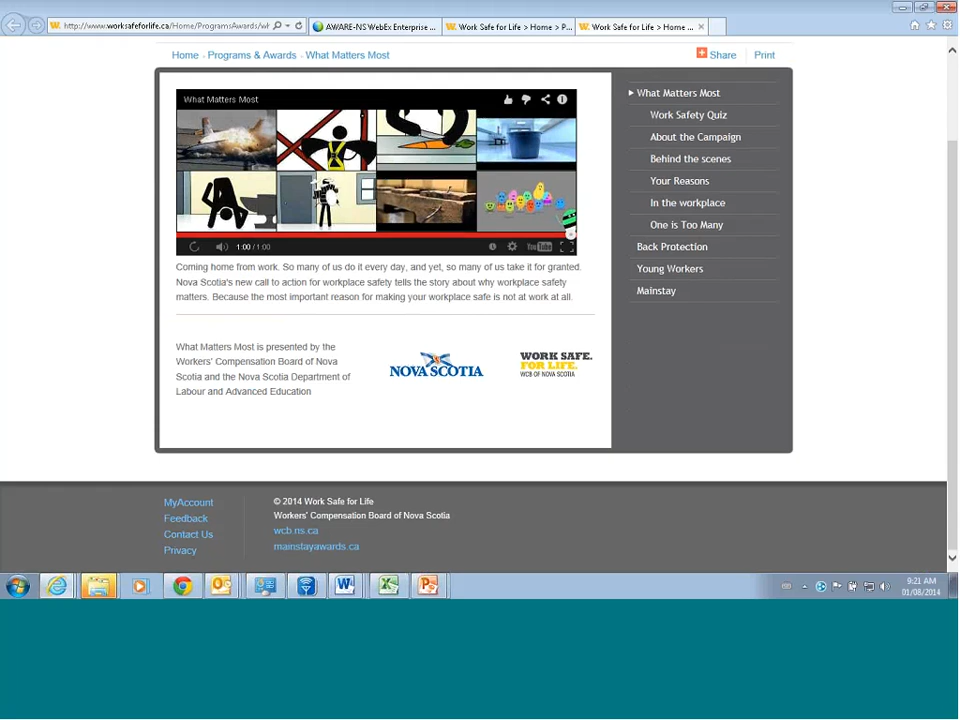 http://www.worksafeforlife.ca/Home/ProgramsAwards/wh
AWARE-NS WebEx Enterprise ...
Work Safe for Life > Home > P...
Work Safe for Life > Home ...
Home
Programs & Awards
What Matters Most
Share
Print
What Matters Most
You Tube
1:00 / 1:00
Coming home from work. So many of us do it every day, and yet, so many of us take it for granted.
Nova Scotia's new call to action for workplace safety tells the story about why workplace safety
matters. Because the most important reason for making your workplace safe is not at work at all.
What Matters Most is presented by the
Workers' Compensation Board of Nova
Scotia and the Nova Scotia Department of
Labour and Advanced Education
NOVA SCOTIA
WORK SAFE.
FOR LIFE.
WCB OF NOVA SCOTIA
What Matters Most
Work Safety Quiz
About the Campaign
Behind the scenes
Your Reasons
In the workplace
One is Too Many
Back Protection
Young Workers
Mainstay
MyAccount
Feedback
Contact Us
Privacy
© 2014 Work Safe for Life
Workers' Compensation Board of Nova Scotia
wcb.ns.ca
mainstayawards.ca
9:21 AM
01/08/2014